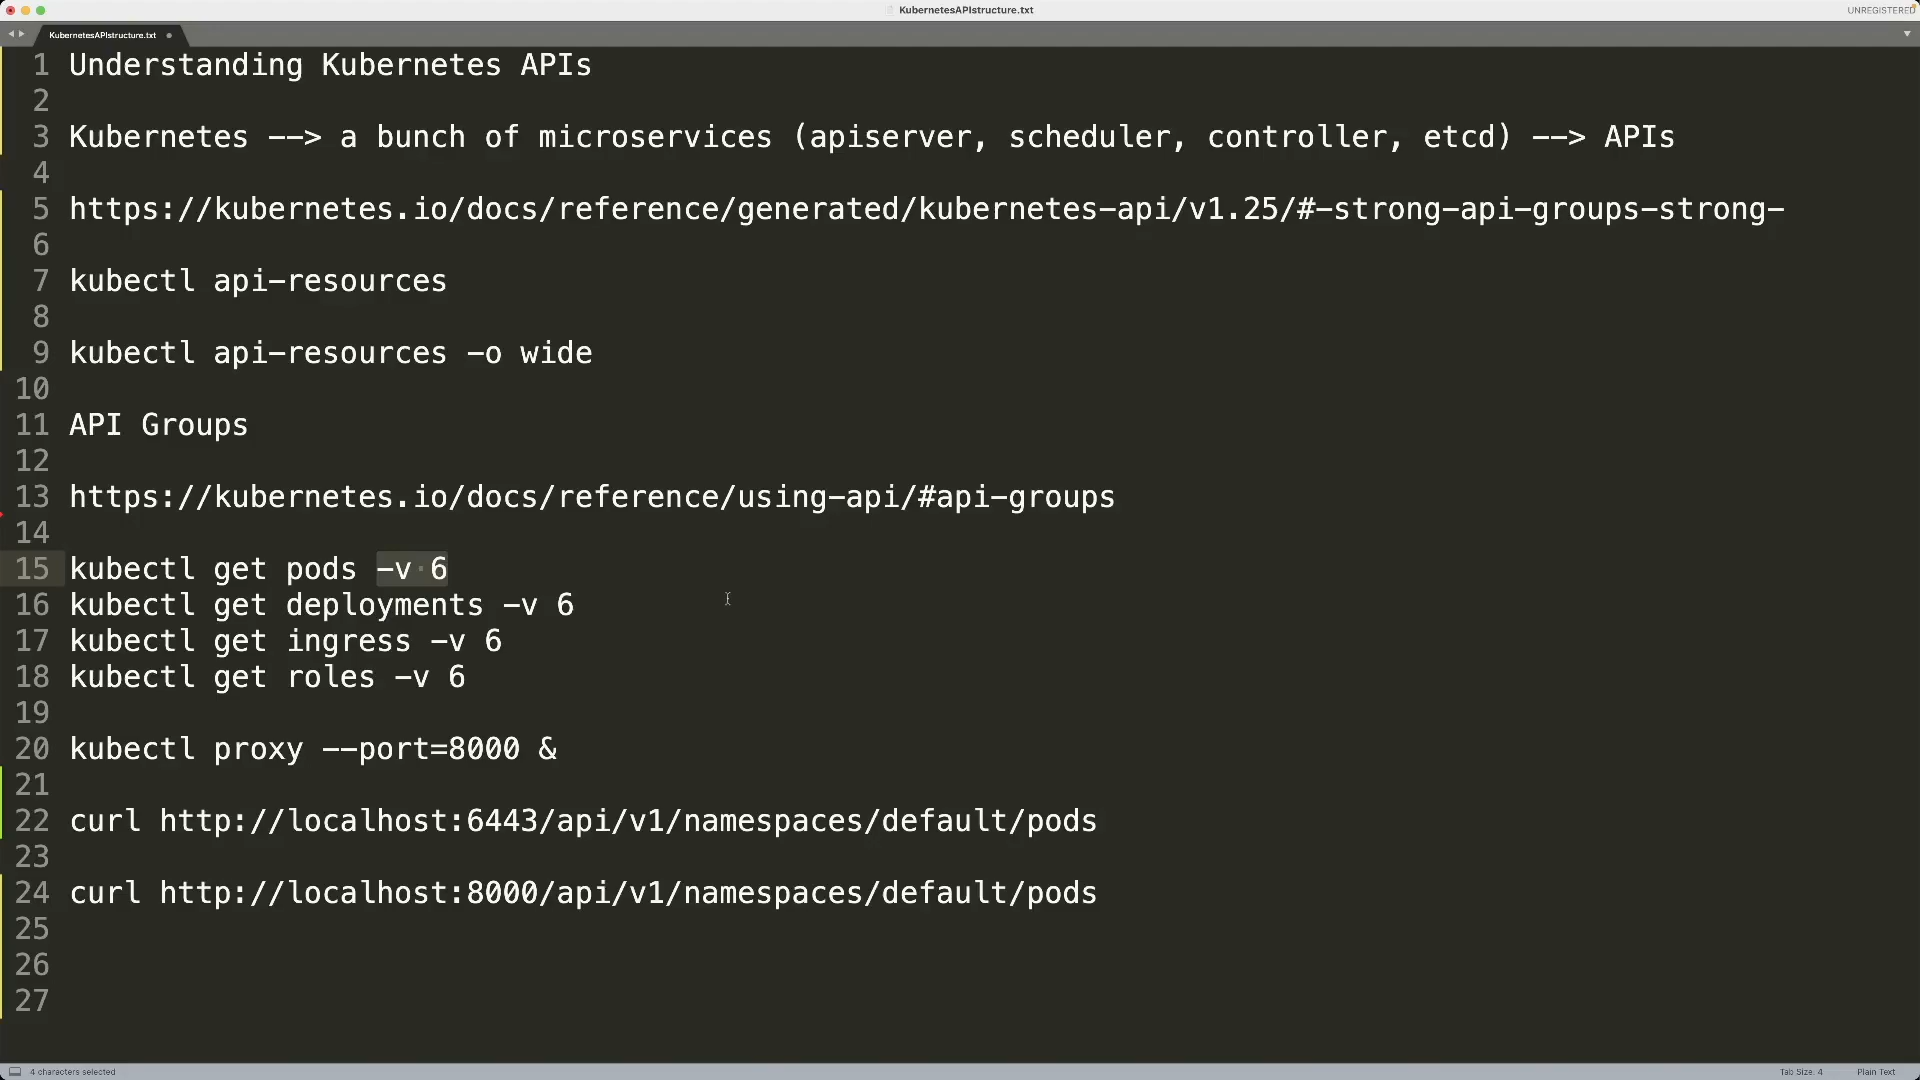 KubernetesAPIstructure.txt
UNREGISTERED
KubernetesAPIstructure.txt
1 Understanding Kubernetes APIs
2
3 Kubernetes --> a bunch of microservices (apiserver, scheduler, controller, etcd) --> APIs
4
5 https://kubernetes.io/docs/reference/generated/kubernetes-api/v1.25/#-strong-api-groups-strong-
6
7 kubectl api-resources
8
9 kubectl api-resources -o wide
10
11 API Groups
12
13 https://kubernetes.io/docs/reference/using-api/#api-groups
14
15 kubectl get pods -v 6
16 kubectl get deployments -v 6
17 kubectl get ingress -v 6
18 kubectl get roles -v 6
19
20 kubectl proxy --port=8000 &
21
22 curl http://localhost:6443/api/v1/namespaces/default/pods
23
24 curl http://localhost:8000/api/v1/namespaces/default/pods
25
26
27
4 characters selected
Tab Size: 4
Plain Text